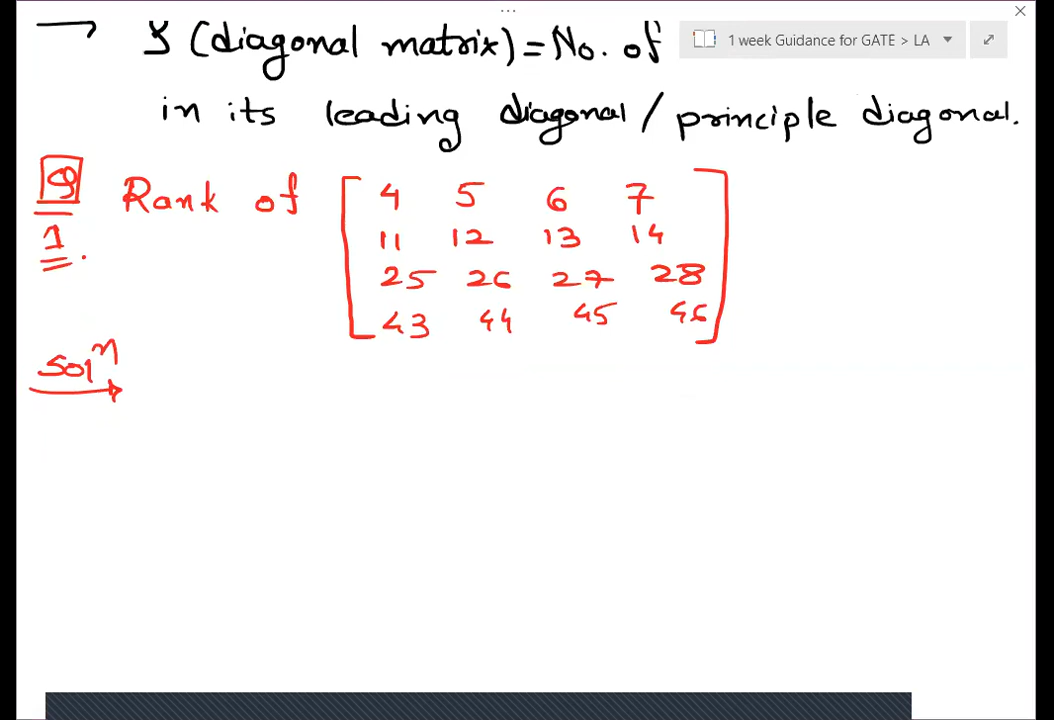 ⟶ ʃ (diagonal matrix) = No. of
1 week Guidance for GATE > LA
in its leading diagonal / principle diagonal.
Q 1. Rank of
4 5 6 7
11 12 13 14
25 26 27 28
43 44 45 46
Solⁿ